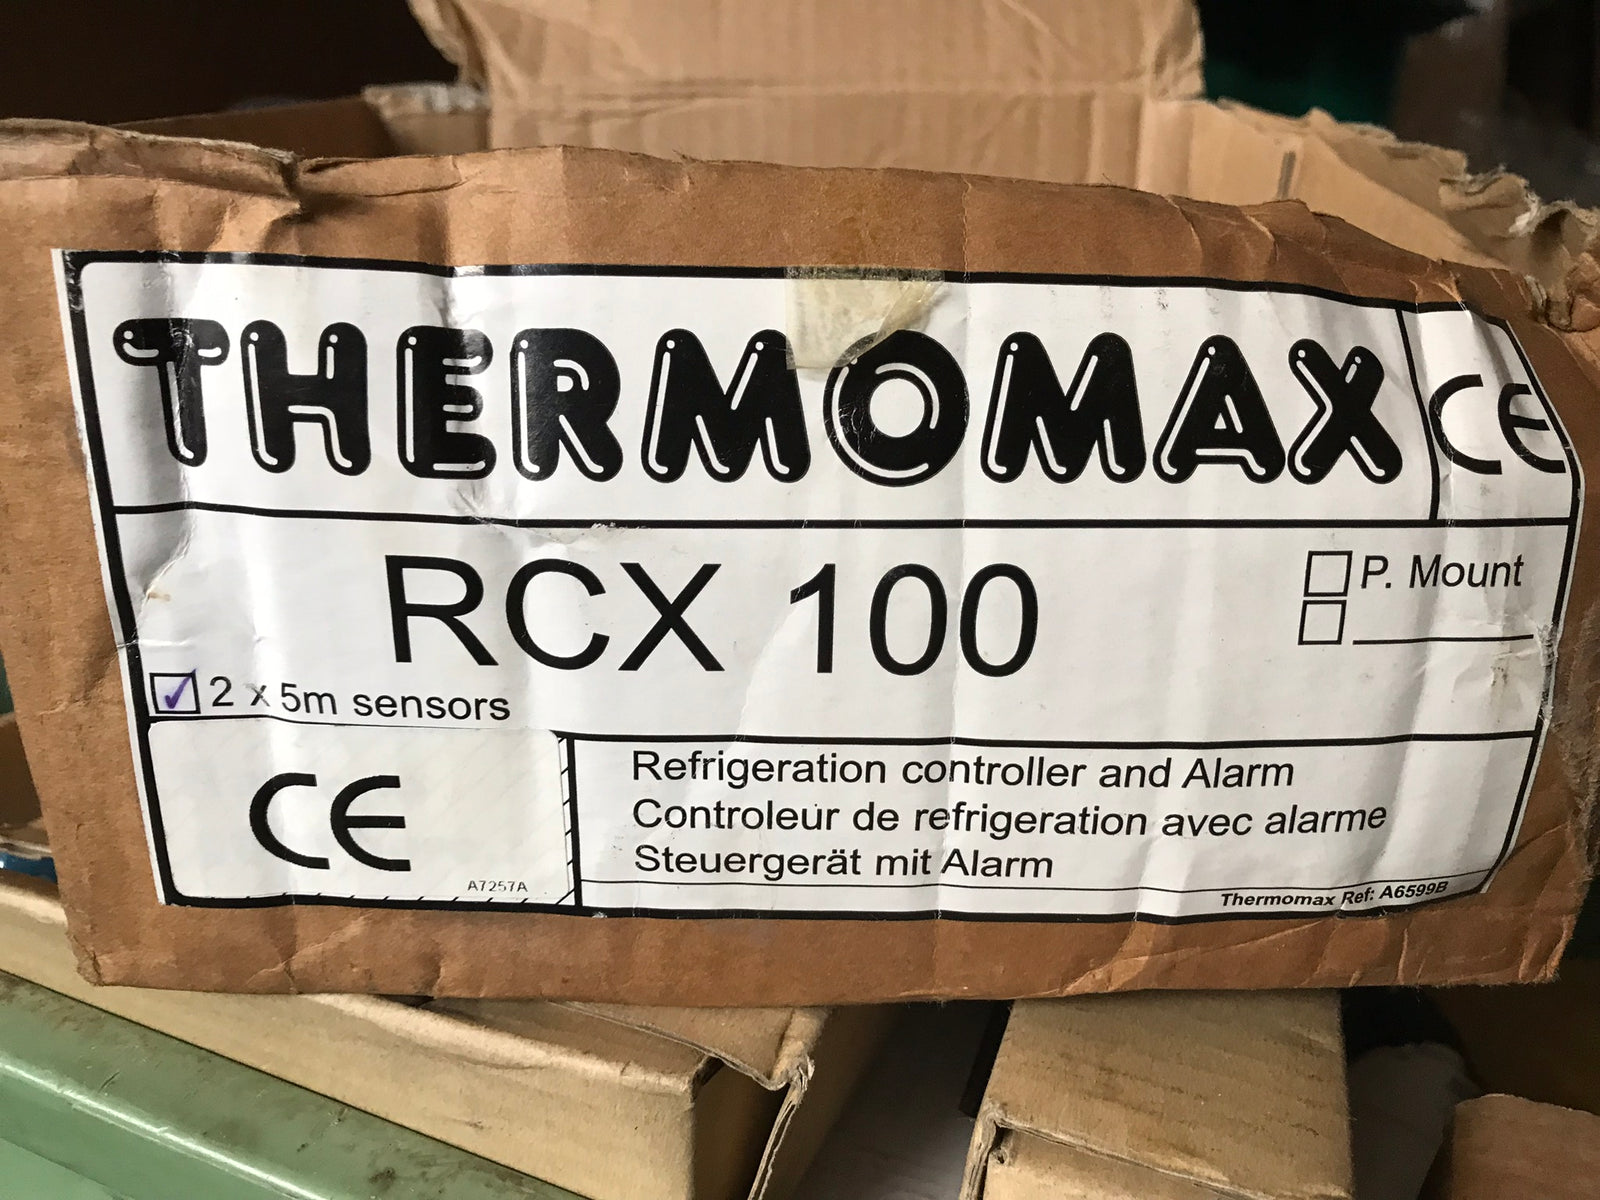 THERMOMAX
CE
RCX 100
P. Mount
2 x 5m sensors
CE
A7257A
Refrigeration controller and Alarm
Controleur de refrigeration avec alarme
Steuergerät mit Alarm
Thermomax Ref: A6599B